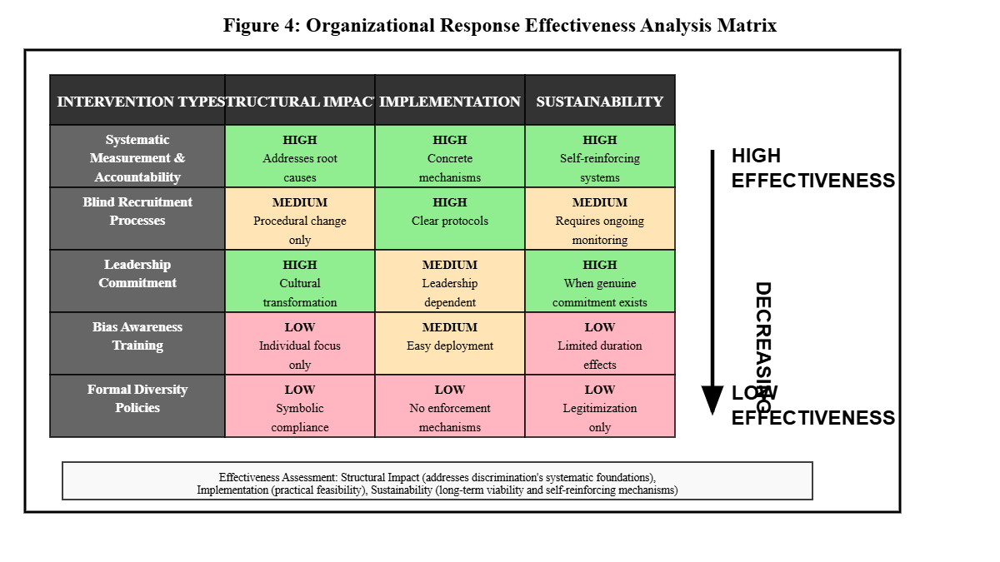 Figure 4: Organizational Response Effectiveness Analysis Matrix
INTERVENTION TYPE STRUCTURAL IMPAC IMPLEMENTATION SUSTAINABILITY
Systematic
Measurement &
Accountability
HIGH
Addresses root
causes
HIGH
Concrete
mechanisms
HIGH
Self-reinforcing
systems
Blind Recruitment
Processes
MEDIUM
Procedural change
only
HIGH
Clear protocols
MEDIUM
Requires ongoing
monitoring
Leadership
Commitment
HIGH
Cultural
transformation
MEDIUM
Leadership
dependent
HIGH
When genuine
commitment exists
Bias Awareness
Training
LOW
Individual focus
only
MEDIUM
Easy deployment
LOW
Limited duration
effects
Formal Diversity
Policies
LOW
Symbolic
compliance
LOW
No enforcement
mechanisms
LOW
Legitimization
only
HIGH
EFFECTIVENESS
DECREASING
LOW
EFFECTIVENESS
Effectiveness Assessment: Structural Impact (addresses discrimination's systematic foundations),
Implementation (practical feasibility), Sustainability (long-term viability and self-reinforcing mechanisms)